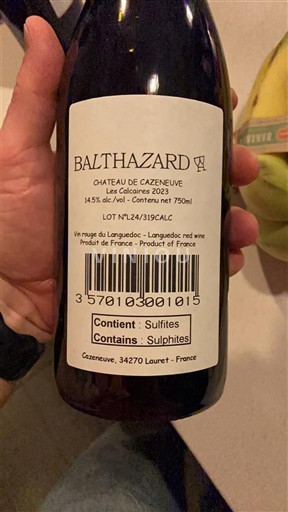 BALTHAZARD
CHATEAU DE CAZENEUVE
Les Calcaires 2023
14.5% alc./vol - Contenu net 750ml
LOT N°L24/319CALC
Vin rouge du Languedoc - Languedoc red wine
Produit de France - Product of France
VINIOU
3 570103 001015
Contient : Sulfites
Contains : Sulphites
Cazeneuve, 34270 Lauret - France